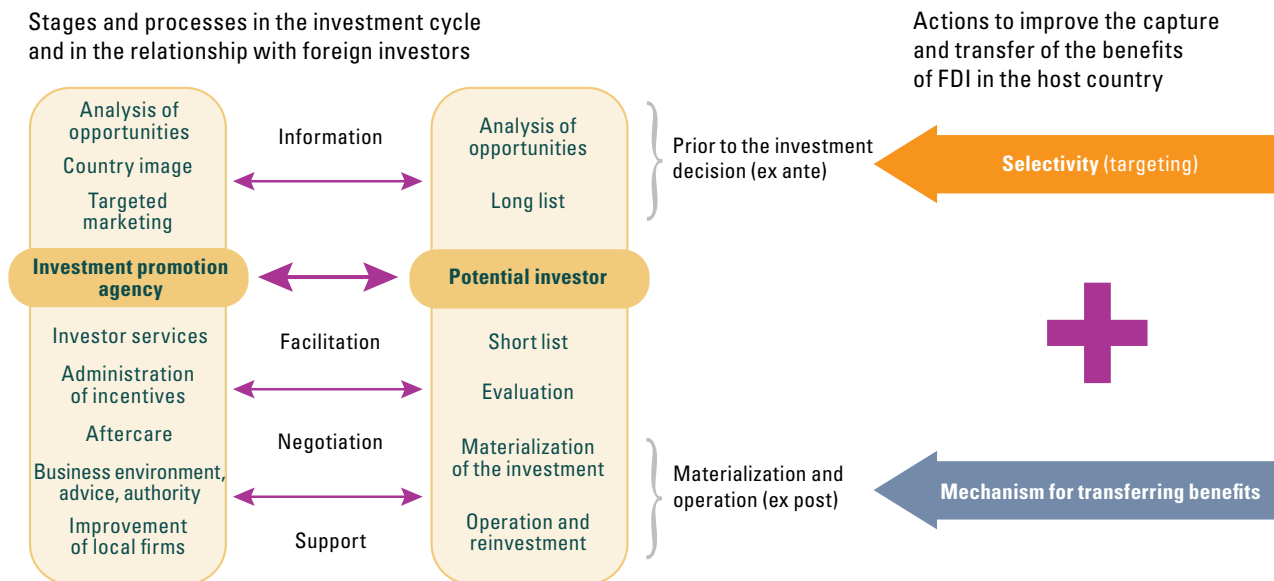 Stages and processes in the investment cycle
and in the relationship with foreign investors
Actions to improve the capture
and transfer of the benefits
of FDI in the host country
Analysis of
opportunities
Country image
Targeted
marketing
Investment promotion
agency
Investor services
Administration
of incentives
Aftercare
Business environment,
advice, authority
Improvement
of local firms
Information
Facilitation
Negotiation
Support
Analysis of
opportunities
Long list
Potential investor
Short list
Evaluation
Materialization
of the investment
Operation and
reinvestment
Prior to the investment
decision (ex ante)
Materialization and
operation (ex post)
Selectivity (targeting)
Mechanism for transferring benefits